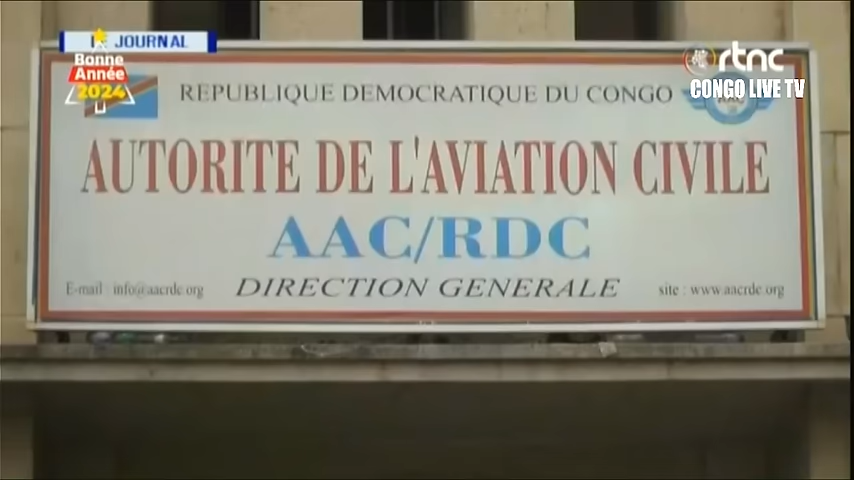 LE JOURNAL
Bonne
Année
2024
rtnc
CONGO LIVE TV
REPUBLIQUE DEMOCRATIQUE DU CONGO
AUTORITE DE L'AVIATION CIVILE
AAC/RDC
DIRECTION GENERALE
E-mail : info@aacrdc.org
site : www.aacrdc.org